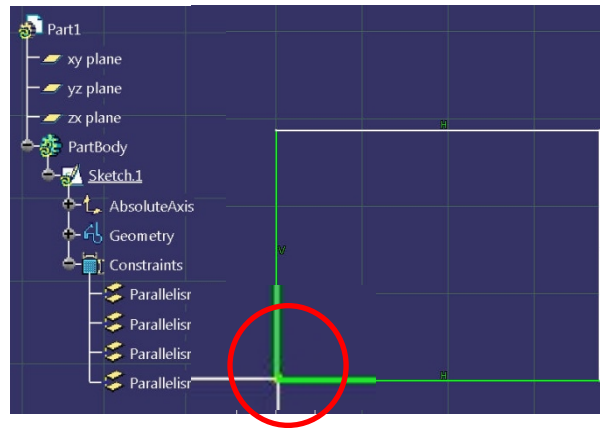 Part1
xy plane
yz plane
zx plane
PartBody
Sketch.1
AbsoluteAxis
Geometry
Constraints
Parallelisr
Parallelisr
Parallelisr
Parallelisr
H
V
H